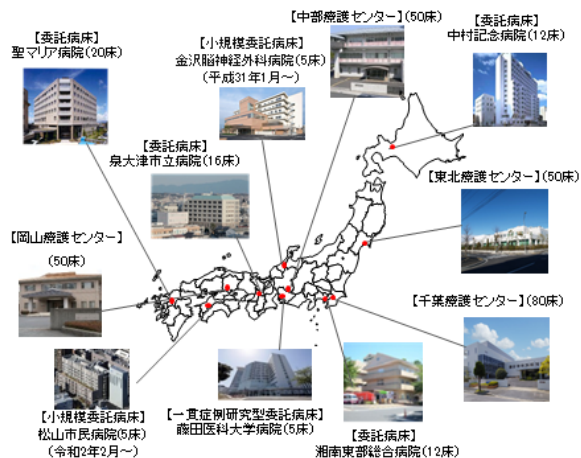 【委託病床】
聖マリア病院(20床)
【小規模委託病床】
金沢脳神経外科病院(5床)
(平成31年1月～)
【中部療護センター】(50床)
【委託病床】
中村記念病院(12床)
【委託病床】
泉大津市立病院(16床)
【東北療護センター】(50床)
【岡山療護センター】
(50床)
【千葉療護センター】(80床)
【小規模委託病床】
松山市民病院(5床)
(令和2年2月～)
【一貫症例研究型委託病床】
藤田医科大学病院(5床)
【委託病床】
湘南東部総合病院(12床)